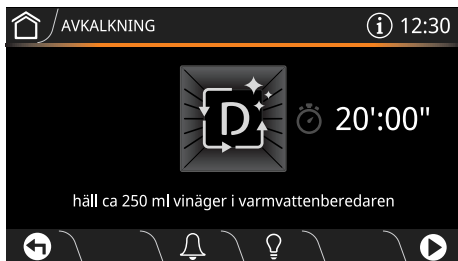 AVKALKNING
i 12:30
D
20':00"
häll ca 250 ml vinäger i varmvattenberedaren